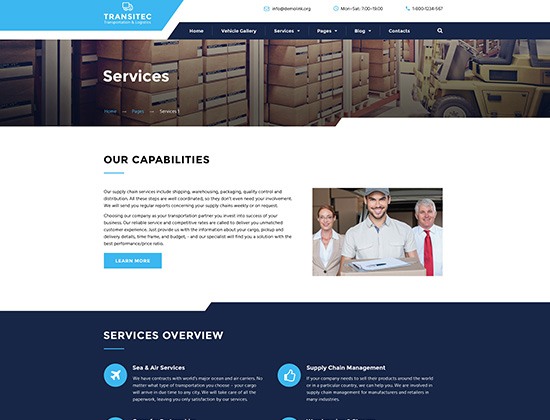 TRANSITEC
Transportation & Logistics
info@demolink.org
Mon–Sat: 7:00–19:00
1-800-1234-567
Home Vehicle Gallery Services Pages Blog Contacts
Services
Home — Pages — Services 1
OUR CAPABILITIES
Our supply chain services include shipping, warehousing, packaging, quality control and
distribution. All these steps are well coordinated, so they don't even need your involvement.
We will send you regular reports concerning your supply chains weekly or on request.
Choosing our company as your transportation partner you invest into success of your
business. Our reliable service and competitive rates are called to deliver you unmatched
customer experience. Just provide us with the information about your cargo, pickup and
delivery details, time frame, and budget, – and our specialist will find you a solution with the
best performance/price ratio.
LEARN MORE
SERVICES OVERVIEW
Sea & Air Services
We have contracts with world's major ocean and air carriers. No
matter what type of transportation you choose – your cargo
will arrive in due time to any city. We will take care of all the
paperwork, leaving you only satisfaction by our services.
Supply Chain Management
If your company needs to sell their products around the world
or in a particular country, we can help you. We are involved in
supply chain management for manufacturers and retailers in
many industries.